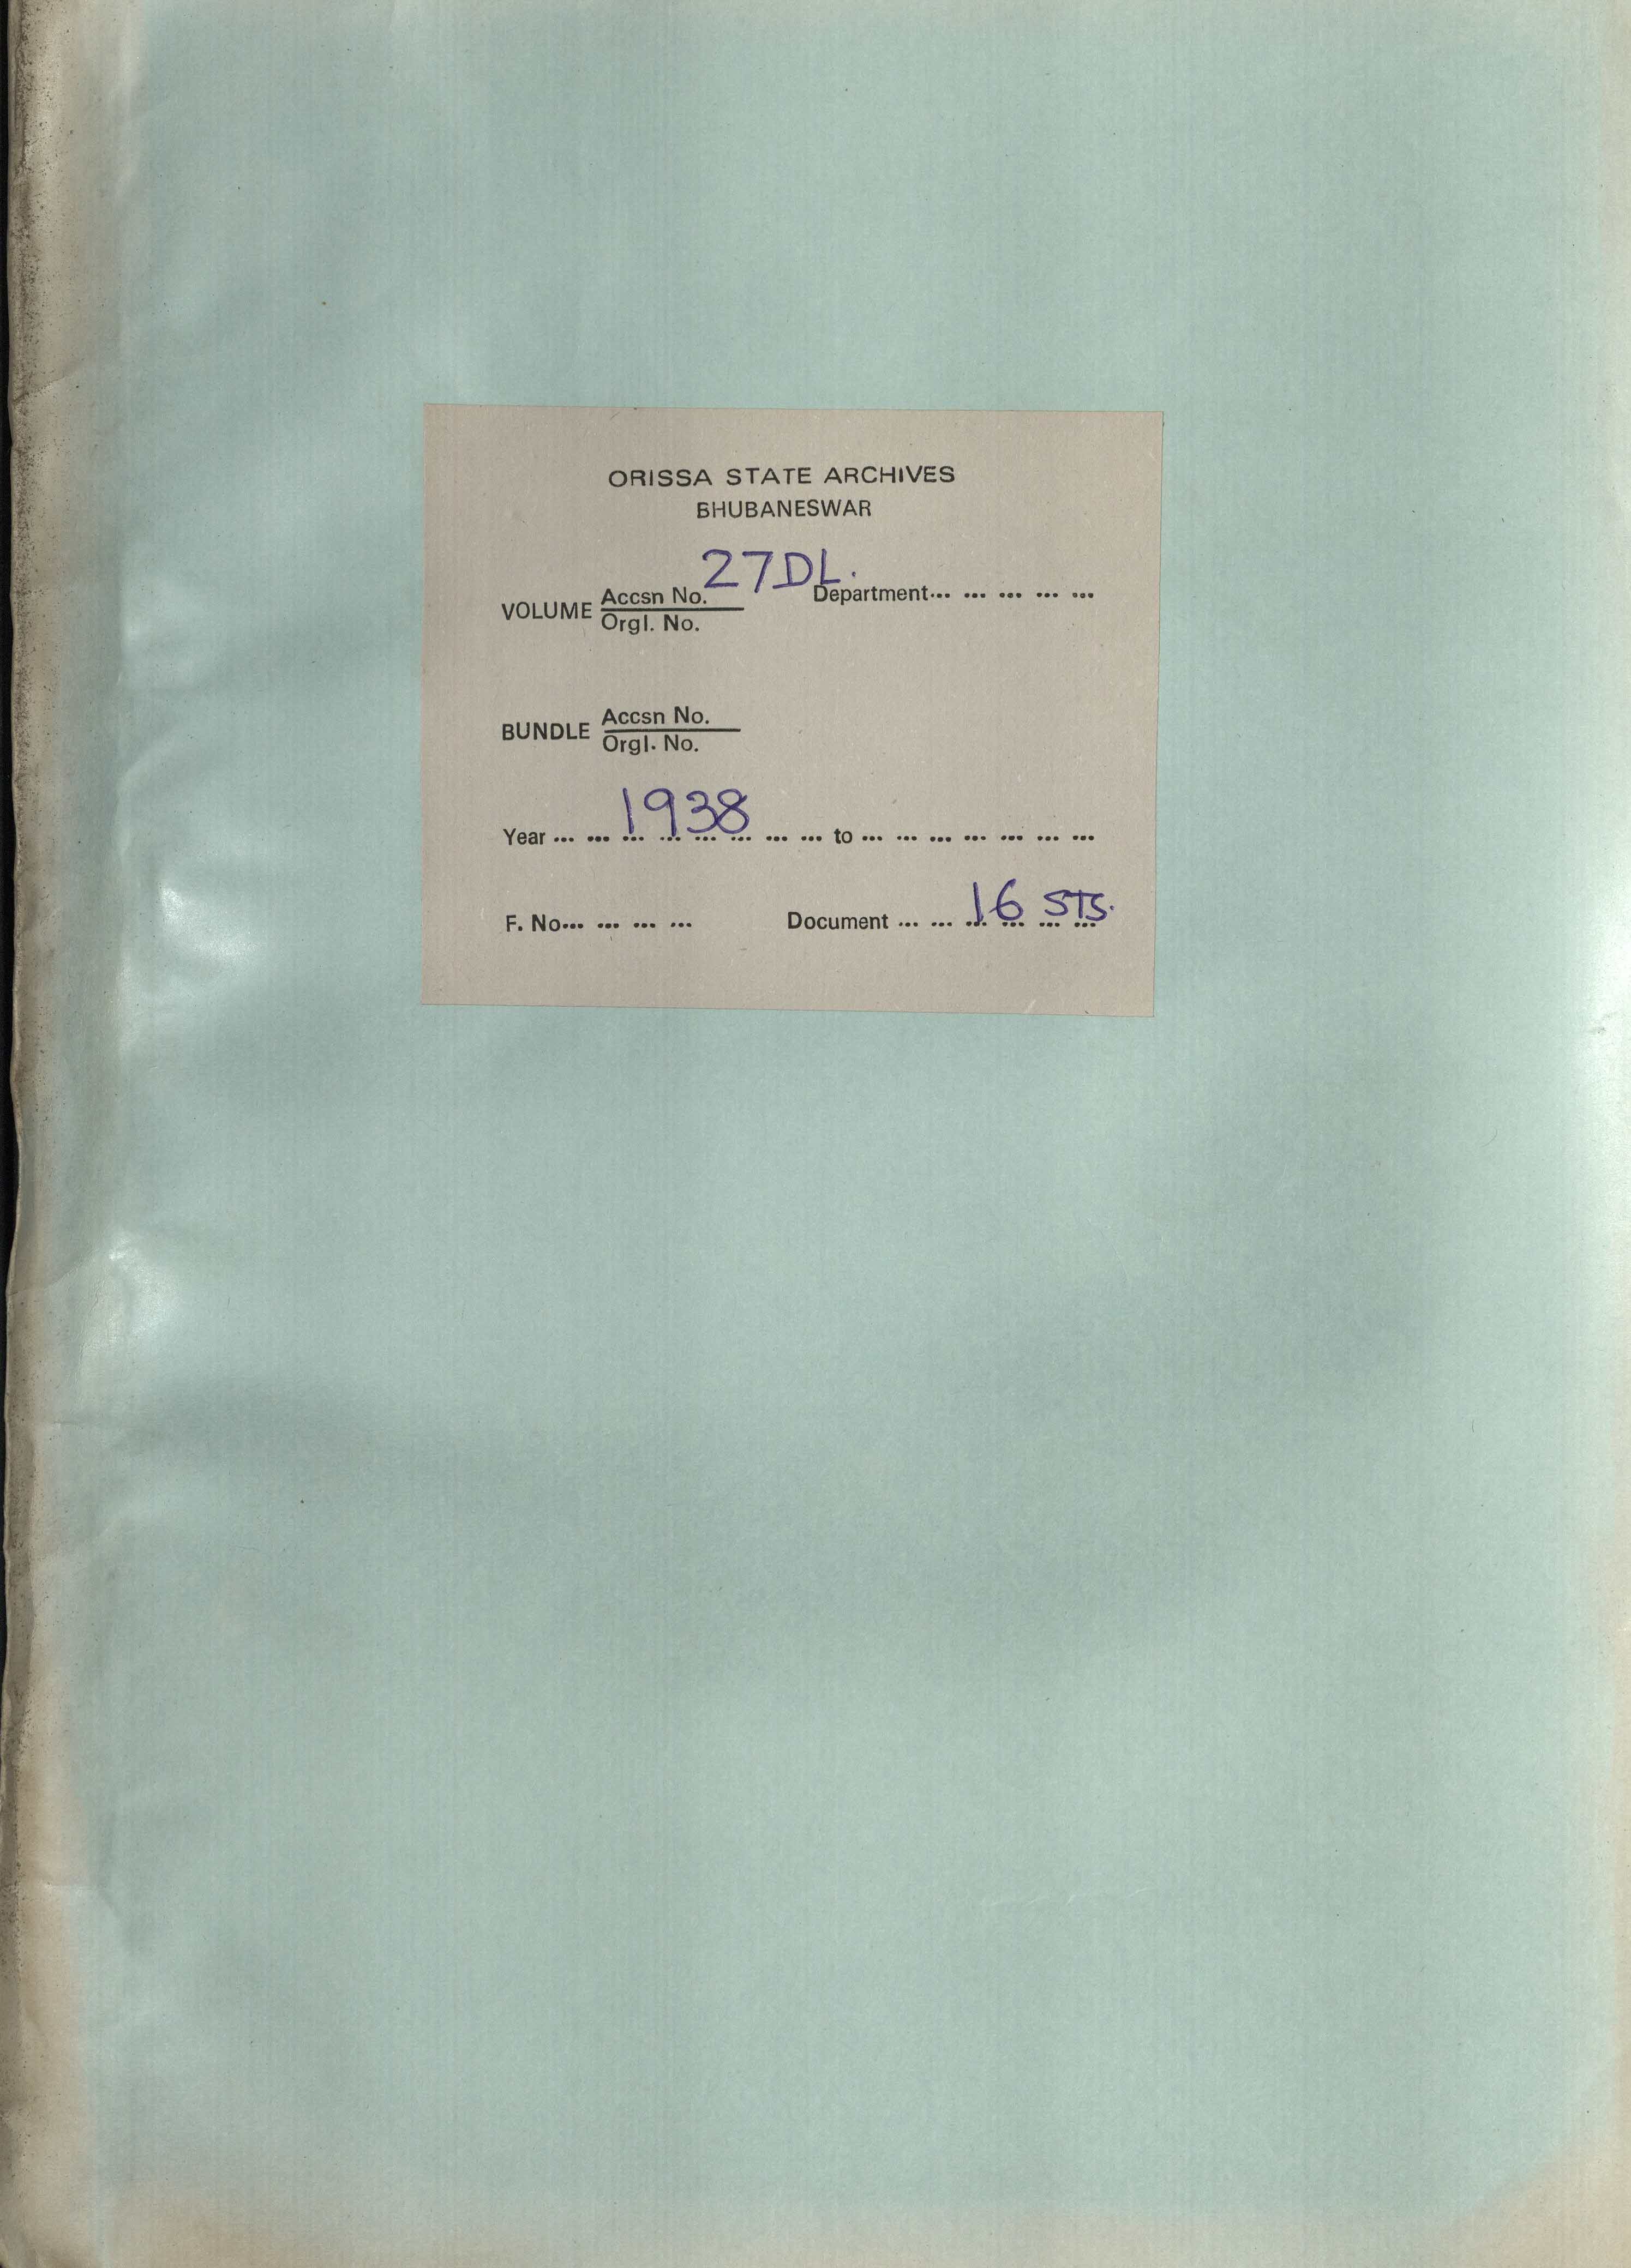 ORISSA STATE ARCHIVES
BHUBANESWAR
27DL.
VOLUME Accsn No. Department... ... ... ... ...
Orgl. No.
BUNDLE Accsn No.
Orgl. No.
Year ... ... 1938 ... ... to ... ... ... ... ... ... ...
F. No... ... ... ... Document ... ... 16 STS.